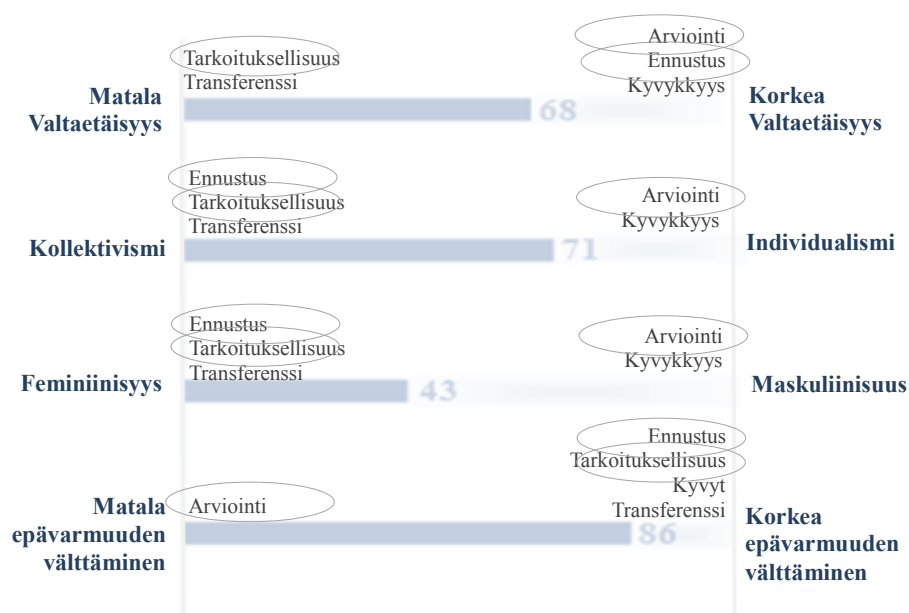 Tarkoituksellisuus
Transferenssi
Arviointi
Ennustus
Kyvykkyys
Matala
Valtaetäisyys
68
Korkea
Valtaetäisyys
Ennustus
Tarkoituksellisuus
Transferenssi
Arviointi
Kyvykkyys
Kollektivismi
71
Individualismi
Ennustus
Tarkoituksellisuus
Transferenssi
Arviointi
Kyvykkyys
Feminiinisyys
43
Maskuliinisuus
Ennustus
Tarkoituksellisuus
Kyvyt
Transferenssi
Arviointi
Matala
epävarmuuden
välttäminen
86
Korkea
epävarmuuden
välttäminen